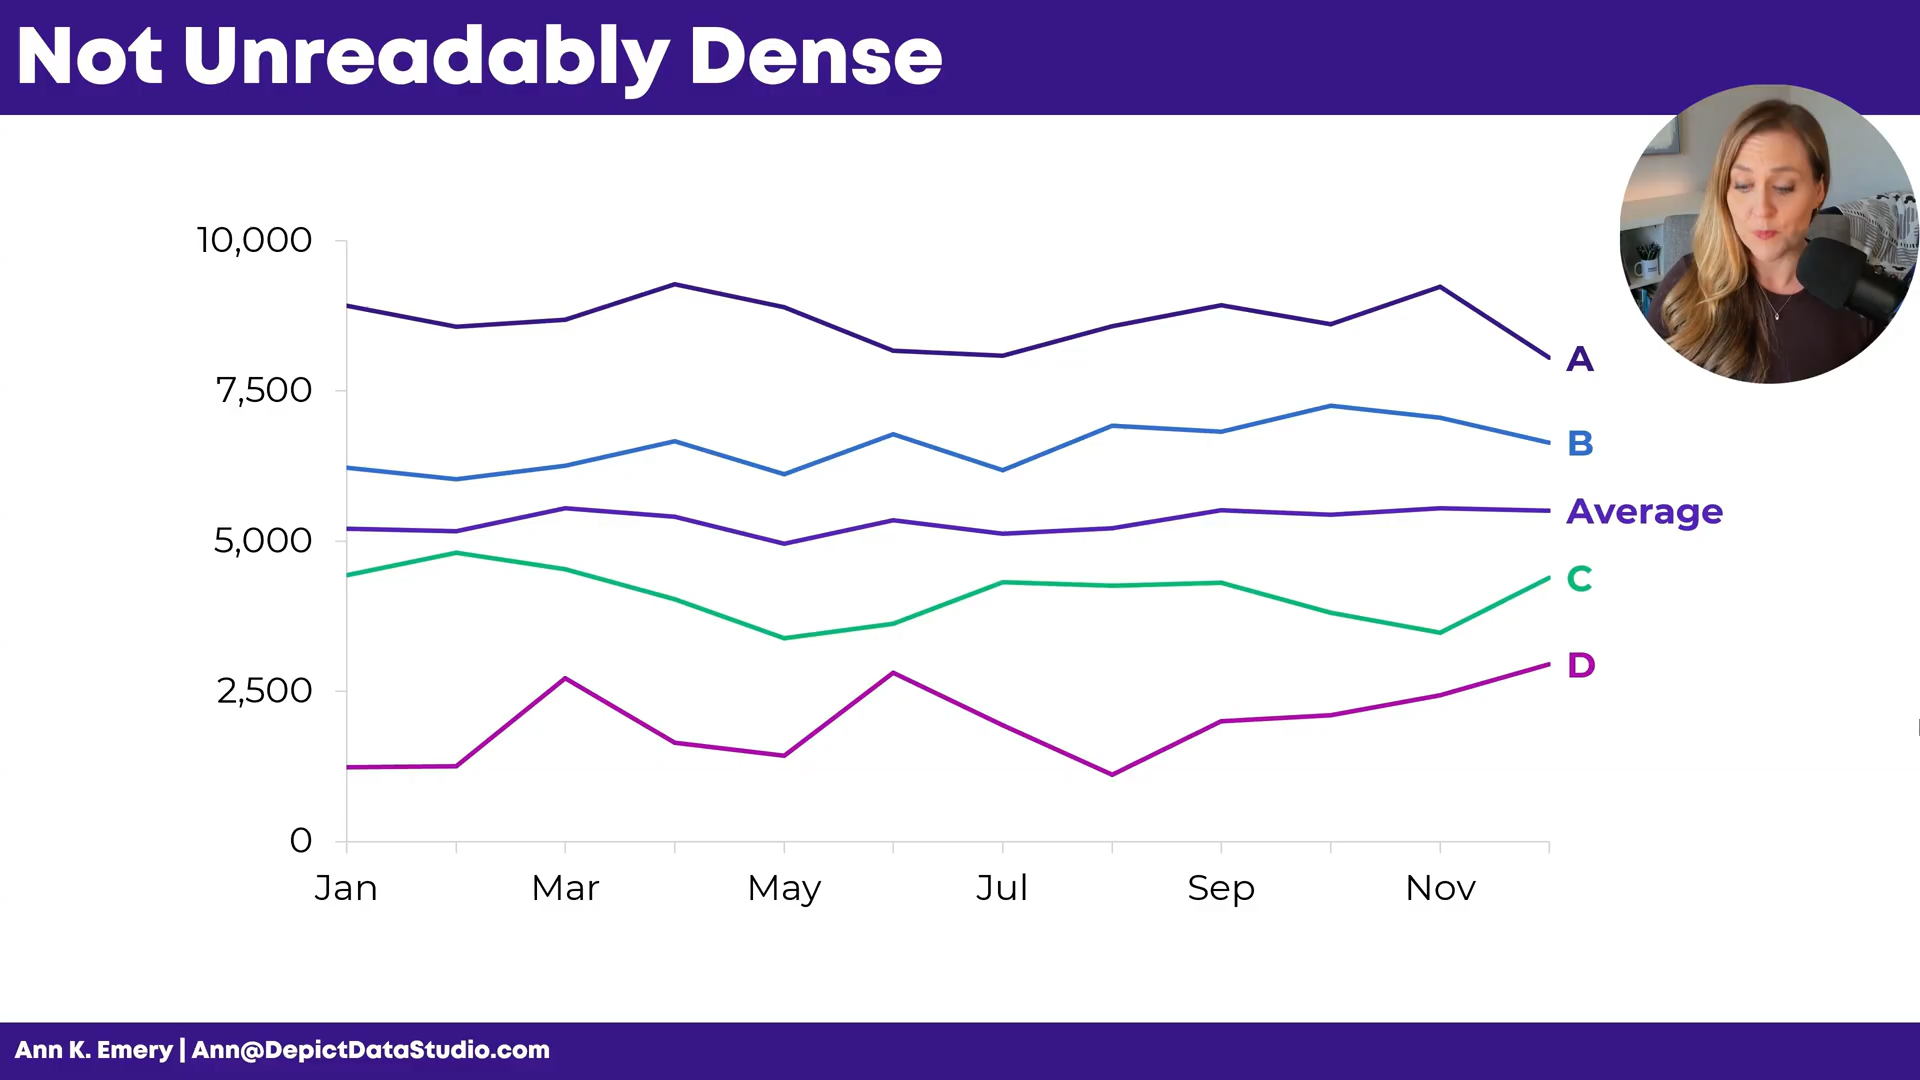 Not Unreadably Dense
10,000
7,500
5,000
2,500
0
Jan
Mar
May
Jul
Sep
Nov
A
B
Average
C
D
Ann K. Emery | Ann@DepictDataStudio.com